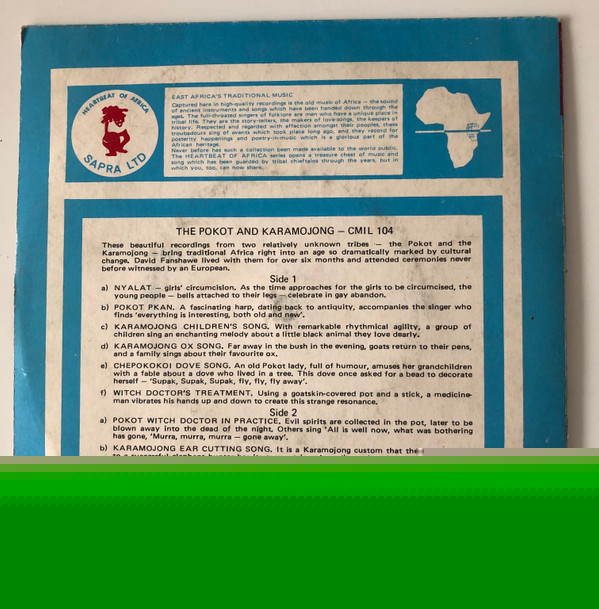 HEARTBEAT OF AFRICA
SAPRA LTD
EAST AFRICA'S TRADITIONAL MUSIC
Captured here in high-quality recordings is the old music of Africa — the sound
of ancient instruments and songs which have been handed down through the
ages. The full-throated singers of folklore are men who have a unique place in
tribal life. They are the story-tellers, the makers of love-songs, the keepers of
history. Respected and regarded with affection amongst their peoples, these
troubadours sing of events which took place long ago, and they record for
posterity happenings and poetry-in-music which is a glorious part of the
African heritage.
Never before has such a collection been made available to the world public.
The HEARTBEAT OF AFRICA series opens a treasure chest of music and
song which has been guarded by tribal chieftains through the years, but in
which you, too, can now share.
THE POKOT AND KARAMOJONG — CMIL 104
These beautiful recordings from two relatively unknown tribes — the Pokot and the
Karamojong — bring traditional Africa right into an age so dramatically marked by cultural
change. David Fanshawe lived with them for over six months and attended ceremonies never
before witnessed by an European.
Side 1
a) NYALAT — girls' circumcision. As the time approaches for the girls to be circumcised, the
young people — bells attached to their legs — celebrate in gay abandon.
b) POKOT PKAN. A fascinating harp, dating back to antiquity, accompanies the singer who
finds 'everything is interesting, both old and new'.
c) KARAMOJONG CHILDREN'S SONG. With remarkable rhythmical agility, a group of
children sing an enchanting melody about a little black animal they love dearly.
d) KARAMOJONG OX SONG. Far away in the bush in the evening, goats return to their pens,
and a family sings about their favourite ox.
e) CHEPOKOKOI DOVE SONG. An old Pokot lady, full of humour, amuses her grandchildren
with a fable about a dove who lived in a tree. This dove once asked for a bead to decorate
herself — 'Supak, Supak, Supak, fly, fly, fly away'.
f) WITCH DOCTOR'S TREATMENT. Using a goatskin-covered pot and a stick, a medicine-
man vibrates his hands up and down to create this strange resonance.
Side 2
a) POKOT WITCH DOCTOR IN PRACTICE. Evil spirits are collected in the pot, later to be
blown away into the dead of the night. Others sing 'All is well now, what was bothering
has gone, 'Murra, murra, murra — gone away'.
b) KARAMOJONG EAR CUTTING SONG. It is a Karamojong custom that the